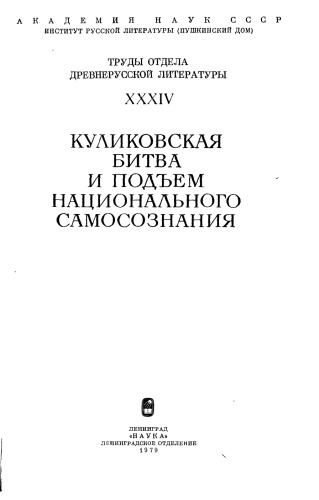 АКАДЕМИЯ НАУК СССР
ИНСТИТУТ РУССКОЙ ЛИТЕРАТУРЫ (ПУШКИНСКИЙ ДОМ)
ТРУДЫ ОТДЕЛА
ДРЕВНЕРУССКОЙ ЛИТЕРАТУРЫ
XXXIV
КУЛИКОВСКАЯ
БИТВА
И ПОДЪЕМ
НАЦИОНАЛЬНОГО
САМОСОЗНАНИЯ
ЛЕНИНГРАД
«НАУКА»
ЛЕНИНГРАДСКОЕ ОТДЕЛЕНИЕ
1979